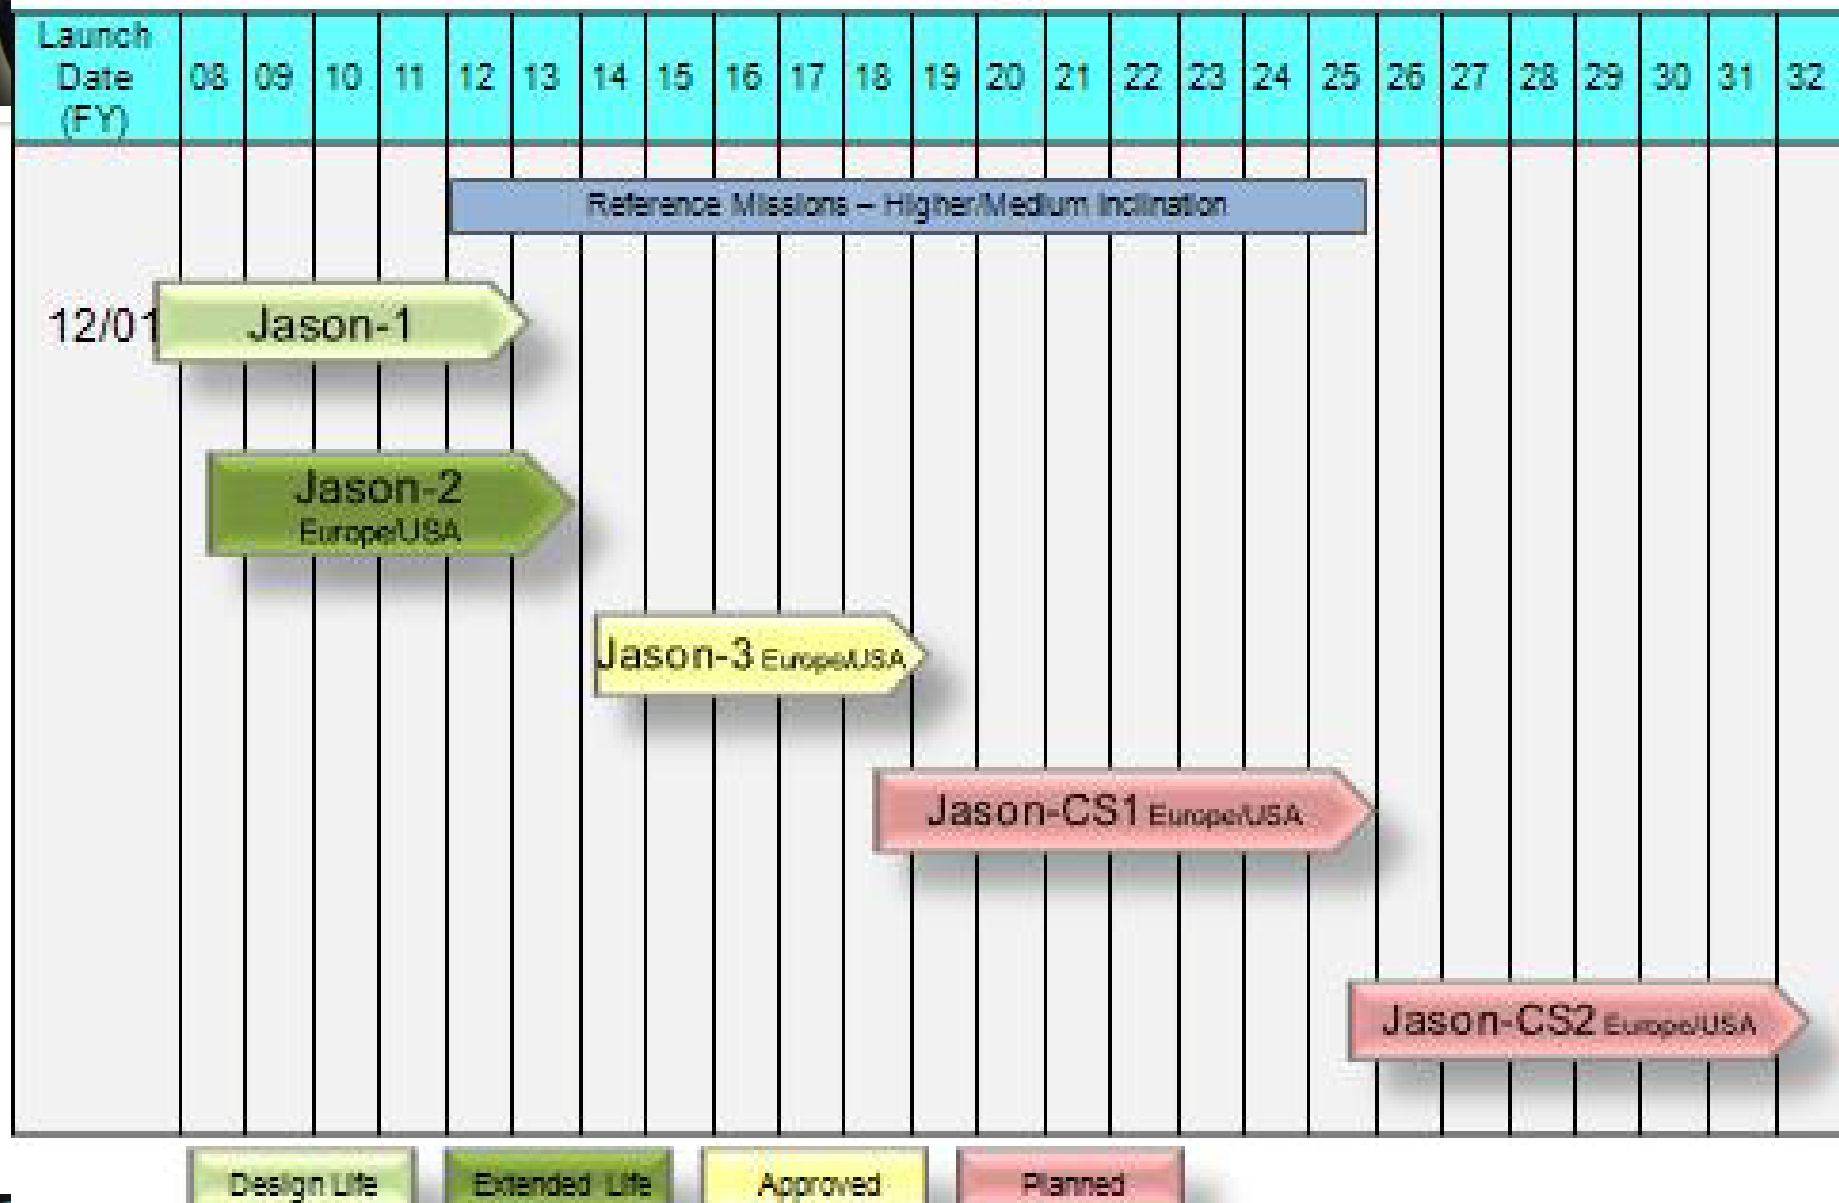 Launch
Date
(FY)
08 09 10 11 12 13 14 15 16 17 18 19 20 21 22 23 24 25 26 27 28 29 30 31 32
Reference Missions – Higher/Medium Inclination
12/01 Jason-1
Jason-2
Europe/USA
Jason-3 Europe/USA
Jason-CS1 Europe/USA
Jason-CS2 Europe/USA
Design Life Extended Life Approved Planned